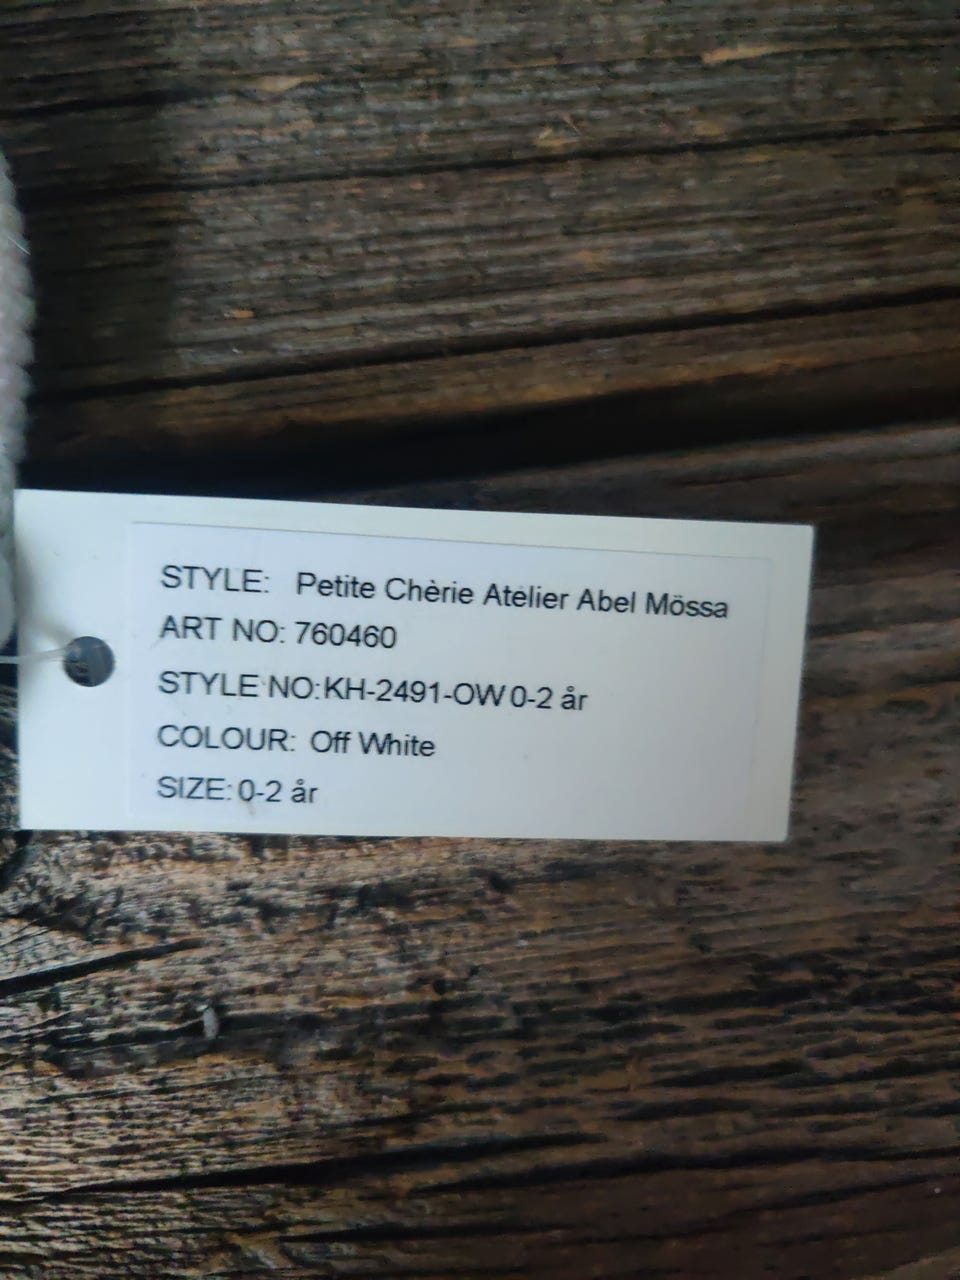 STYLE: Petite Chèrie Atelier Abel Mössa
ART NO: 760460
STYLE NO:KH-2491-OW 0-2 år
COLOUR: Off White
SIZE: 0-2 år